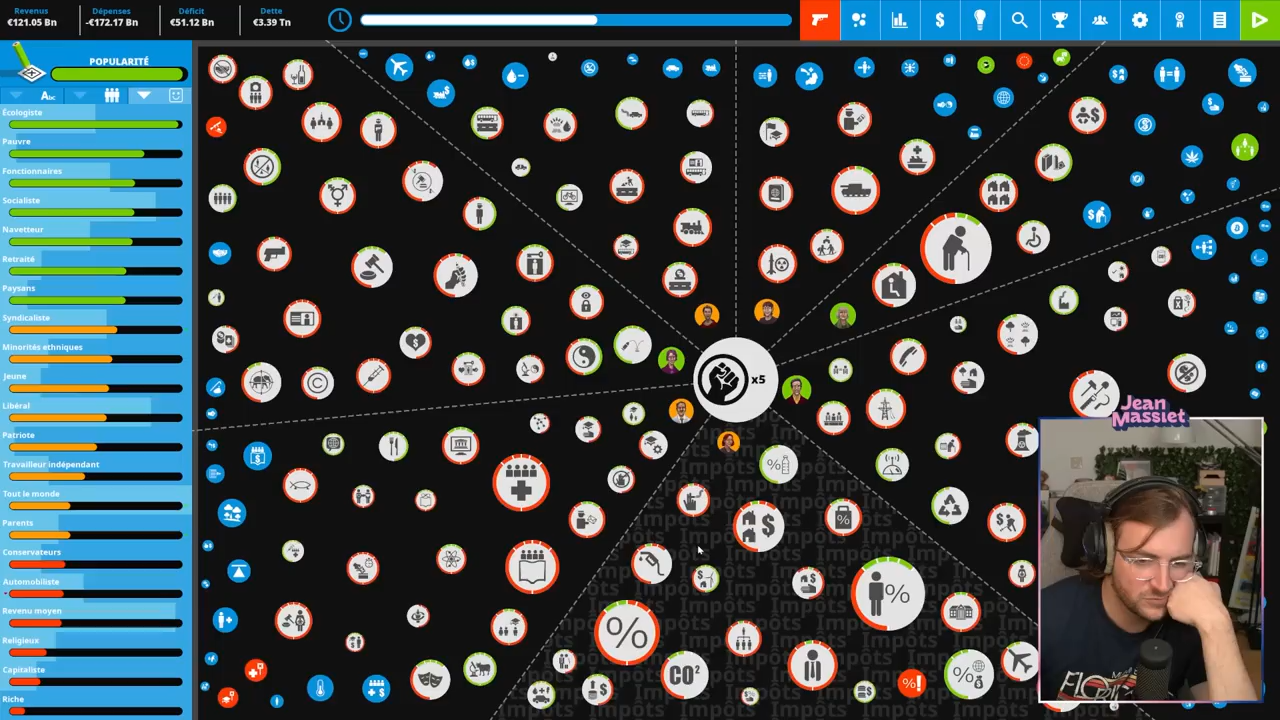 Revenus
Dépenses
Déficit
Dette
€121.05 Bn
-€172.17 Bn
€51.12 Bn
€3.39 Tn
POPULARITÉ
Abc
Écologiste
Pauvre
Fonctionnaires
Socialiste
Navetteur
Retraité
Paysans
Syndicaliste
Minorités ethniques
Jeune
Libéral
Patriote
Travailleur indépendant
Tout le monde
Parents
Conservateurs
Automobiliste
Revenu moyen
Religieux
Capitaliste
Riche
x5
Impôts
CO²
Jean
Massiet